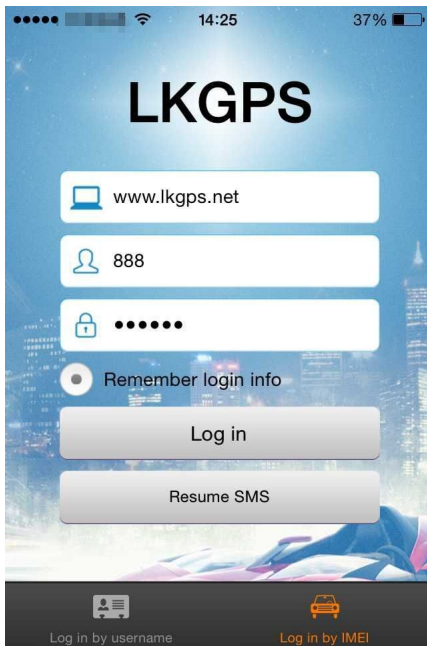 14:25
37%
LKGPS
www.lkgps.net
888
••••••
Remember login info
Log in
Resume SMS
Log in by username
Log in by IMEI